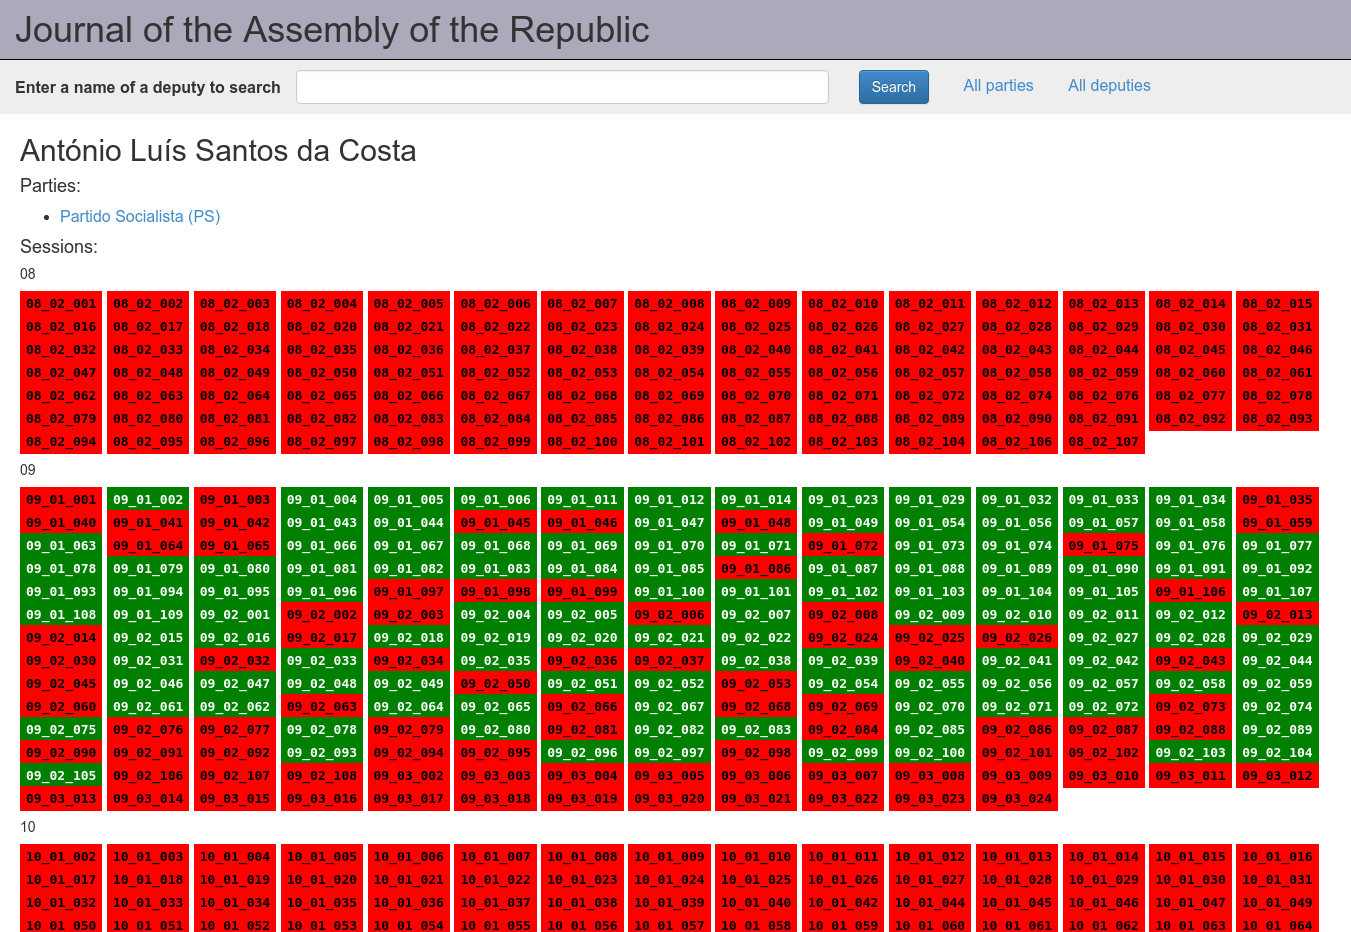 Journal of the Assembly of the Republic
Enter a name of a deputy to search Search All parties All deputies
António Luís Santos da Costa
Parties:
• Partido Socialista (PS)
Sessions:
08
08_02_001 08_02_002 08_02_003 08_02_004 08_02_005 08_02_006 08_02_007 08_02_008 08_02_009 08_02_010 08_02_011 08_02_012 08_02_013 08_02_014 08_02_015
08_02_016 08_02_017 08_02_018 08_02_020 08_02_021 08_02_022 08_02_023 08_02_024 08_02_025 08_02_026 08_02_027 08_02_028 08_02_029 08_02_030 08_02_031
08_02_032 08_02_033 08_02_034 08_02_035 08_02_036 08_02_037 08_02_038 08_02_039 08_02_040 08_02_041 08_02_042 08_02_043 08_02_044 08_02_045 08_02_046
08_02_047 08_02_048 08_02_049 08_02_050 08_02_051 08_02_052 08_02_053 08_02_054 08_02_055 08_02_056 08_02_057 08_02_058 08_02_059 08_02_060 08_02_061
08_02_062 08_02_063 08_02_064 08_02_065 08_02_066 08_02_067 08_02_068 08_02_069 08_02_070 08_02_071 08_02_072 08_02_074 08_02_076 08_02_077 08_02_078
08_02_079 08_02_080 08_02_081 08_02_082 08_02_083 08_02_084 08_02_085 08_02_086 08_02_087 08_02_088 08_02_089 08_02_090 08_02_091 08_02_092 08_02_093
08_02_094 08_02_095 08_02_096 08_02_097 08_02_098 08_02_099 08_02_100 08_02_101 08_02_102 08_02_103 08_02_104 08_02_106 08_02_107
09
09_01_001 09_01_002 09_01_003 09_01_004 09_01_005 09_01_006 09_01_011 09_01_012 09_01_014 09_01_023 09_01_029 09_01_032 09_01_033 09_01_034 09_01_035
09_01_040 09_01_041 09_01_042 09_01_043 09_01_044 09_01_045 09_01_046 09_01_047 09_01_048 09_01_049 09_01_054 09_01_056 09_01_057 09_01_058 09_01_059
09_01_063 09_01_064 09_01_065 09_01_066 09_01_067 09_01_068 09_01_069 09_01_070 09_01_071 09_01_072 09_01_073 09_01_074 09_01_075 09_01_076 09_01_077
09_01_078 09_01_079 09_01_080 09_01_081 09_01_082 09_01_083 09_01_084 09_01_085 09_01_086 09_01_087 09_01_088 09_01_089 09_01_090 09_01_091 09_01_092
09_01_093 09_01_094 09_01_095 09_01_096 09_01_097 09_01_098 09_01_099 09_01_100 09_01_101 09_01_102 09_01_103 09_01_104 09_01_105 09_01_106 09_01_107
09_01_108 09_01_109 09_02_001 09_02_002 09_02_003 09_02_004 09_02_005 09_02_006 09_02_007 09_02_008 09_02_009 09_02_010 09_02_011 09_02_012 09_02_013
09_02_014 09_02_015 09_02_016 09_02_017 09_02_018 09_02_019 09_02_020 09_02_021 09_02_022 09_02_024 09_02_025 09_02_026 09_02_027 09_02_028 09_02_029
09_02_030 09_02_031 09_02_032 09_02_033 09_02_034 09_02_035 09_02_036 09_02_037 09_02_038 09_02_039 09_02_040 09_02_041 09_02_042 09_02_043 09_02_044
09_02_045 09_02_046 09_02_047 09_02_048 09_02_049 09_02_050 09_02_051 09_02_052 09_02_053 09_02_054 09_02_055 09_02_056 09_02_057 09_02_058 09_02_059
09_02_060 09_02_061 09_02_062 09_02_063 09_02_064 09_02_065 09_02_066 09_02_067 09_02_068 09_02_069 09_02_070 09_02_071 09_02_072 09_02_073 09_02_074
09_02_075 09_02_076 09_02_077 09_02_078 09_02_079 09_02_080 09_02_081 09_02_082 09_02_083 09_02_084 09_02_085 09_02_086 09_02_087 09_02_088 09_02_089
09_02_090 09_02_091 09_02_092 09_02_093 09_02_094 09_02_095 09_02_096 09_02_097 09_02_098 09_02_099 09_02_100 09_02_101 09_02_102 09_02_103 09_02_104
09_02_105 09_02_106 09_02_107 09_02_108 09_03_002 09_03_003 09_03_004 09_03_005 09_03_006 09_03_007 09_03_008 09_03_009 09_03_010 09_03_011 09_03_012
09_03_013 09_03_014 09_03_015 09_03_016 09_03_017 09_03_018 09_03_019 09_03_020 09_03_021 09_03_022 09_03_023 09_03_024
10
10_01_002 10_01_003 10_01_004 10_01_005 10_01_006 10_01_007 10_01_008 10_01_009 10_01_010 10_01_011 10_01_012 10_01_013 10_01_014 10_01_015 10_01_016
10_01_017 10_01_018 10_01_019 10_01_020 10_01_021 10_01_022 10_01_023 10_01_024 10_01_025 10_01_026 10_01_027 10_01_028 10_01_029 10_01_030 10_01_031
10_01_032 10_01_033 10_01_034 10_01_035 10_01_036 10_01_037 10_01_038 10_01_039 10_01_040 10_01_042 10_01_044 10_01_045 10_01_046 10_01_047 10_01_049
10_01_050 10_01_051 10_01_052 10_01_053 10_01_054 10_01_055 10_01_056 10_01_057 10_01_058 10_01_059 10_01_060 10_01_061 10_01_062 10_01_063 10_01_064